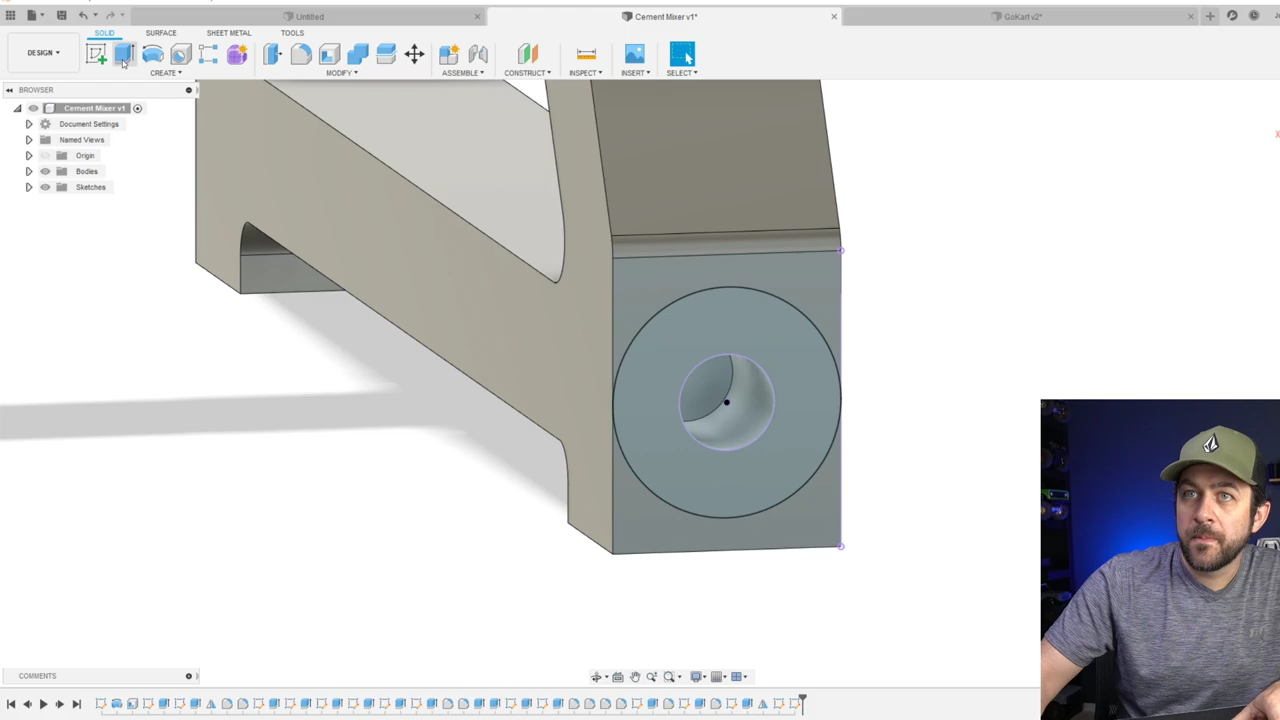 Untitled
Cement Mixer v1*
GoKart v2*
SOLID
SURFACE
SHEET METAL
TOOLS
DESIGN
CREATE
MODIFY
ASSEMBLE
CONSTRUCT
INSPECT
INSERT
SELECT
BROWSER
Cement Mixer v1
Document Settings
Named Views
Origin
Bodies
Sketches
COMMENTS